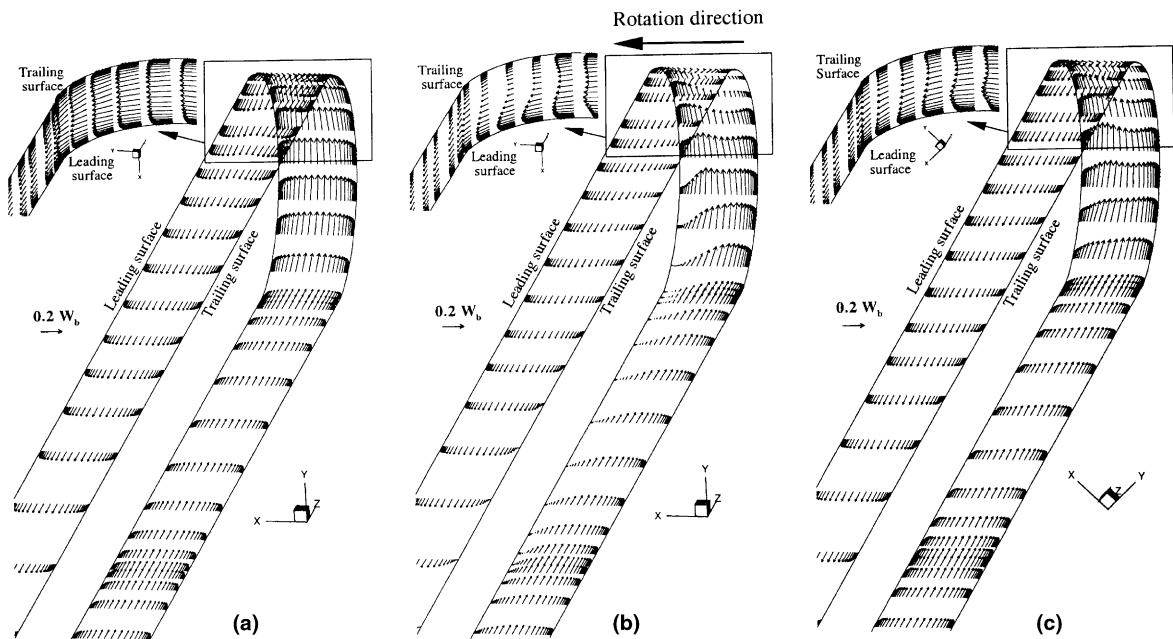 Rotation direction
Trailing
surface
Leading
surface
Y
X
Leading surface
Trailing surface
0.2 W_b
Y
X
Z
(a)
Trailing
surface
Leading
surface
Y
X
Leading surface
Trailing surface
0.2 W_b
Y
X
Z
(b)
Trailing
Surface
Leading
surface
Y
X
Leading surface
Trailing surface
0.2 W_b
X
Y
Z
(c)